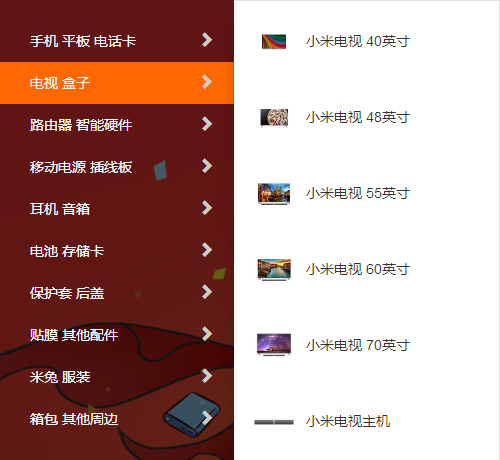 手机 平板 电话卡
电视 盒子
路由器 智能硬件
移动电源 插线板
耳机 音箱
电池 存储卡
保护套 后盖
贴膜 其他配件
米兔 服装
箱包 其他周边
小米电视 40英寸
小米电视 48英寸
小米电视 55英寸
小米电视 60英寸
小米电视 70英寸
小米电视主机